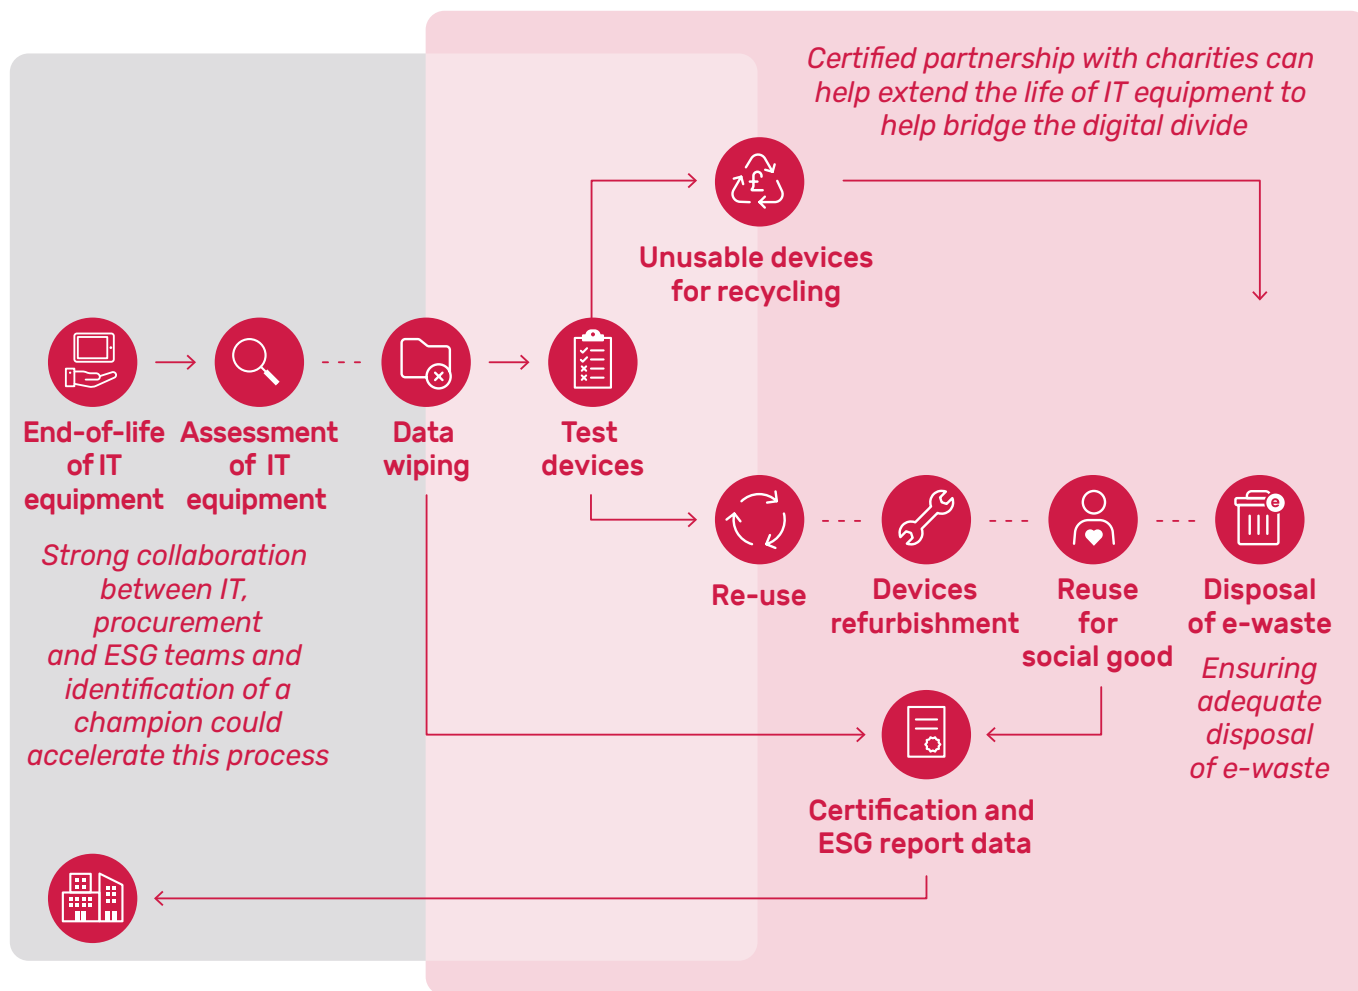 Certified partnership with charities can
help extend the life of IT equipment to
help bridge the digital divide
£
Unusable devices
for recycling
End-of-life
of IT
equipment
Assessment
of IT
equipment
Data
wiping
Test
devices
Strong collaboration
between IT,
procurement
and ESG teams and
identification of a
champion could
accelerate this process
Re-use
Devices
refurbishment
Reuse
for
social good
e
Disposal
of e-waste
Ensuring
adequate
disposal
of e-waste
Certification and
ESG report data